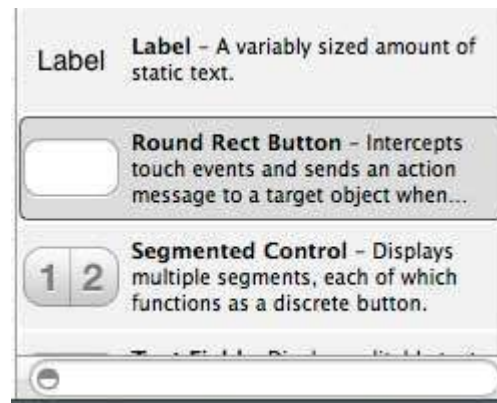 Label
Label – A variably sized amount of
static text.
Round Rect Button – Intercepts
touch events and sends an action
message to a target object when...
1 2
Segmented Control – Displays
multiple segments, each of which
functions as a discrete button.